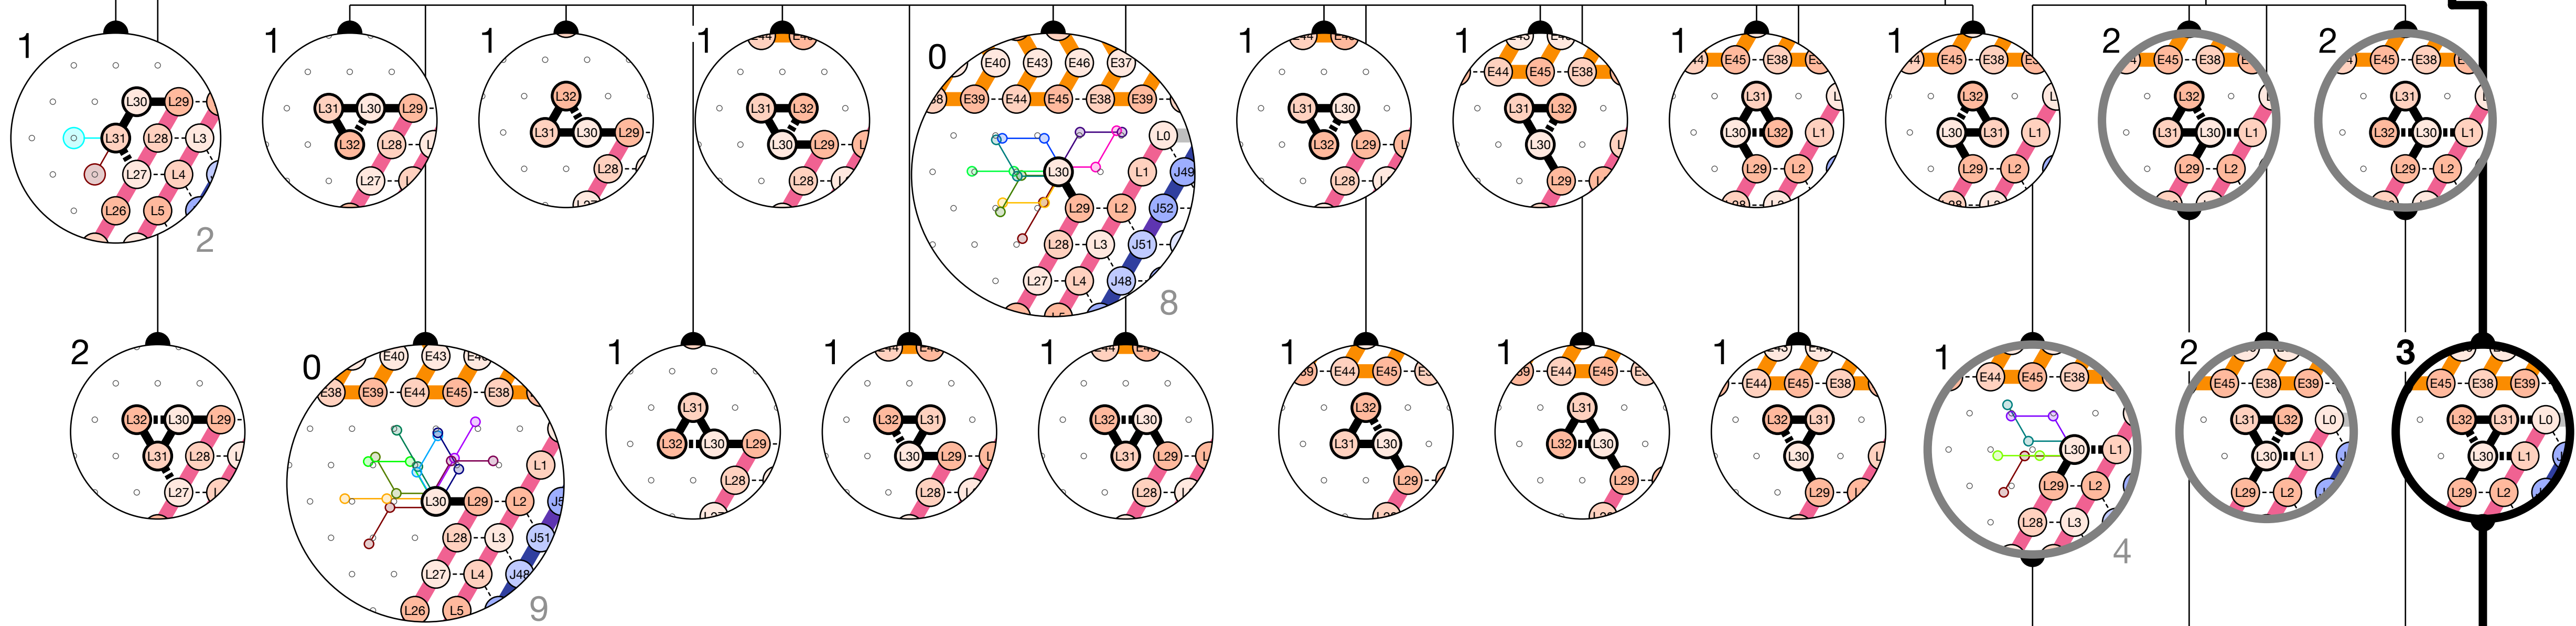 1 1 1 1 0 1 1 1 1 2 2
L30 L29
L31 L28 L3
L27 L4
L26 L5
2
L31 L30 L29
L32 L28
L27
L32
L31 L30 L29
L28
L31 L32
L30 L29
L28
E40 E43 E46 E37
E39 E44 E45 E38 E39
L0
L30 L1 J49
L29 L2 J52
L28 L3 J51
L27 L4 J48
8
L31 L30
L32 L29
L28
E44 E45 E38
L31 L32
L30
L29
E45 E38
L31
L30 L32 L1
L29 L2
E45 E38
L32
L30 L31 L1
L29 L2
E45 E38
L32
L31 L30 L1
L29 L2
E45 E38
L31
L32 L30 L1
L29 L2
2 0 1 1 1 1 1 1 1 2 3
L32 L30 L29
L31 L28
L27
E40 E43
E38 E39 E44 E45 E38
L1
L30 L29 L2
L28 L3 J51
L27 L4 J48
L26 L5
9
L31
L32 L30 L29
L28
L32 L31
L30 L29
L28
L32 L30
L31 L29
L28
E44 E45
L32
L31 L30
L29
E44 E45
L31
L32 L30
L29
E44 E45 E38
L32 L31
L30
L29
E44 E45 E38
L30 L1
L29 L2
L28 L3
4
E45 E38 E39
L31 L32 L0
L30 L1
L29 L2
E45 E38 E39
L32 L31 L0
L30 L1
L29 L2